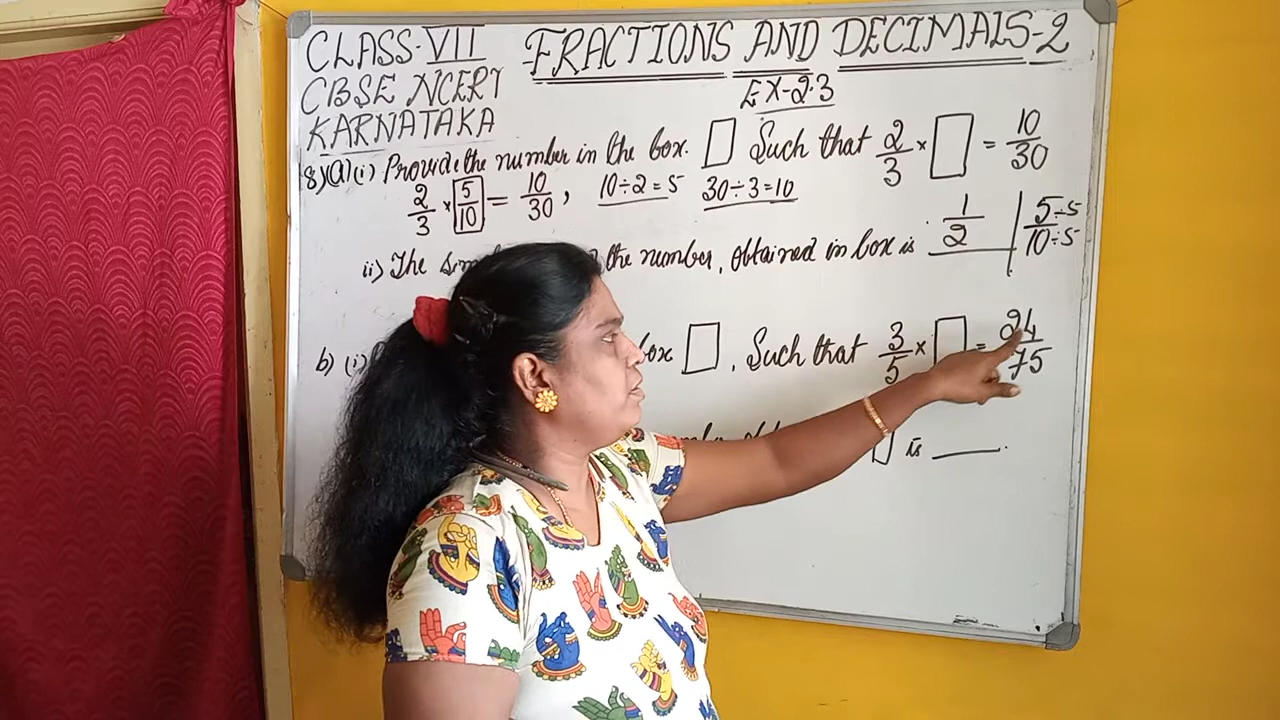 CLASS-VII FRACTIONS AND DECIMALS-2
CBSE NCERT EX-2.3
KARNATAKA
8)(a)(i) Provide the number in the box. □ Such that 2/3 × □ = 10/30
2/3 × 5/10 = 10/30, 10÷2=5 30÷3=10
ii) The the number, obtained in box is 1/2 | 5÷5/10÷5
b) (i) box □, Such that 3/5 × □ = 24/75
is ____.